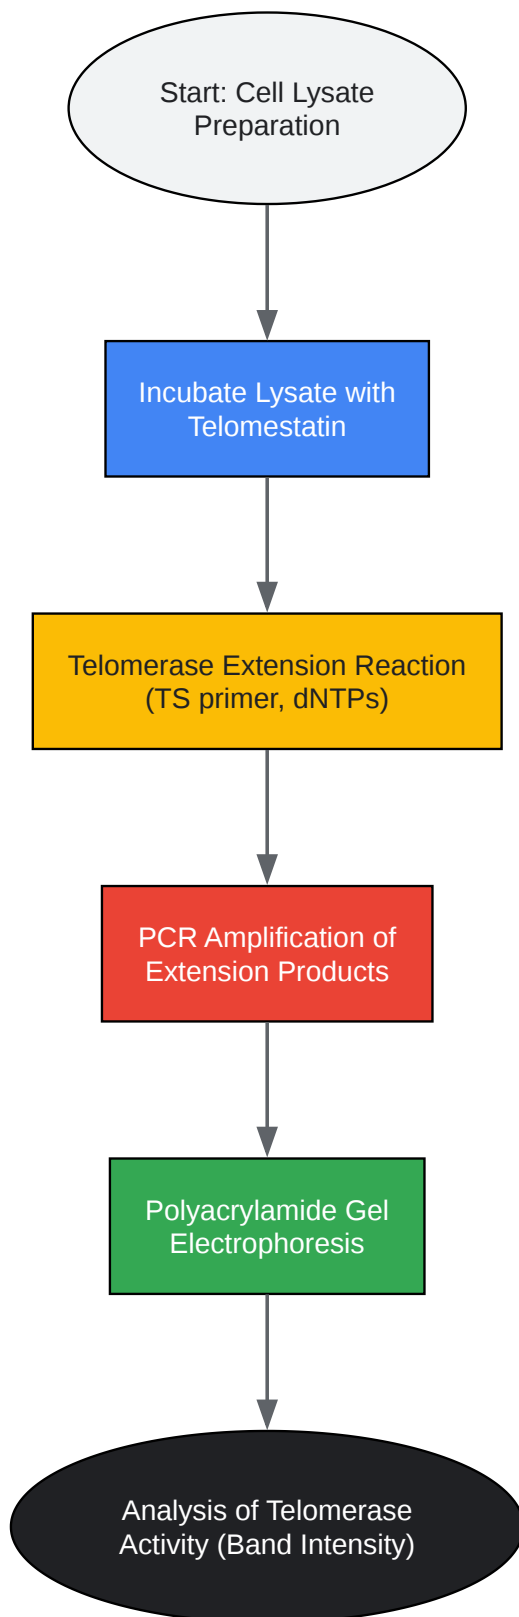 Start: Cell Lysate
Preparation
Incubate Lysate with
Telomestatin
Telomerase Extension Reaction
(TS primer, dNTPs)
PCR Amplification of
Extension Products
Polyacrylamide Gel
Electrophoresis
Analysis of Telomerase
Activity (Band Intensity)